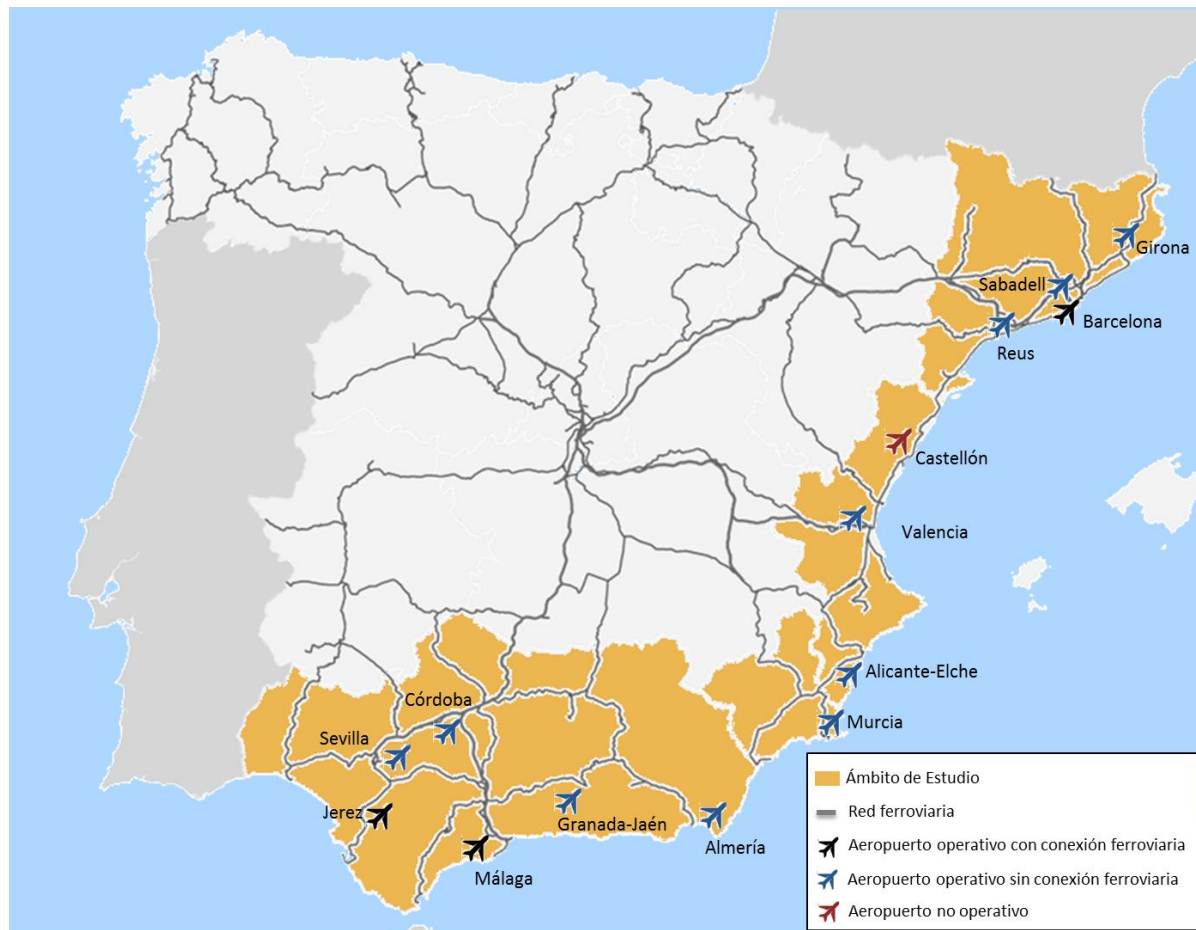 Girona
Sabadell
Barcelona
Reus
Castellón
Valencia
Alicante-Elche
Córdoba
Murcia
Sevilla
Jerez
Granada-Jaén
Almería
Málaga
Ámbito de Estudio
Red ferroviaria
Aeropuerto operativo con conexión ferroviaria
Aeropuerto operativo sin conexión ferroviaria
Aeropuerto no operativo